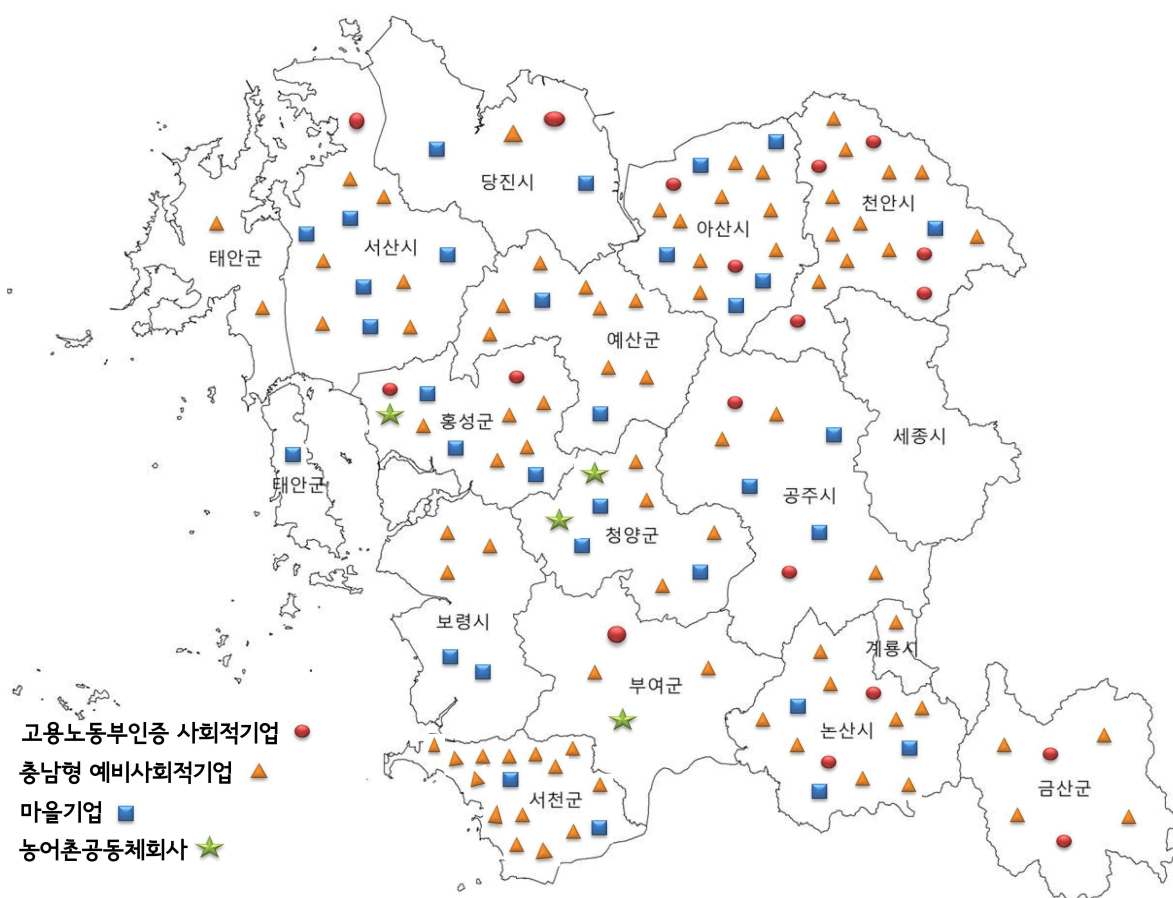 당진시
아산시
천안시
태안군
서산시
예산군
홍성군
세종시
태안군
공주시
청양군
보령시
계룡시
부여군
논산시
금산군
서천군
고용노동부인증 사회적기업
충남형 예비사회적기업
마을기업
농어촌공동체회사